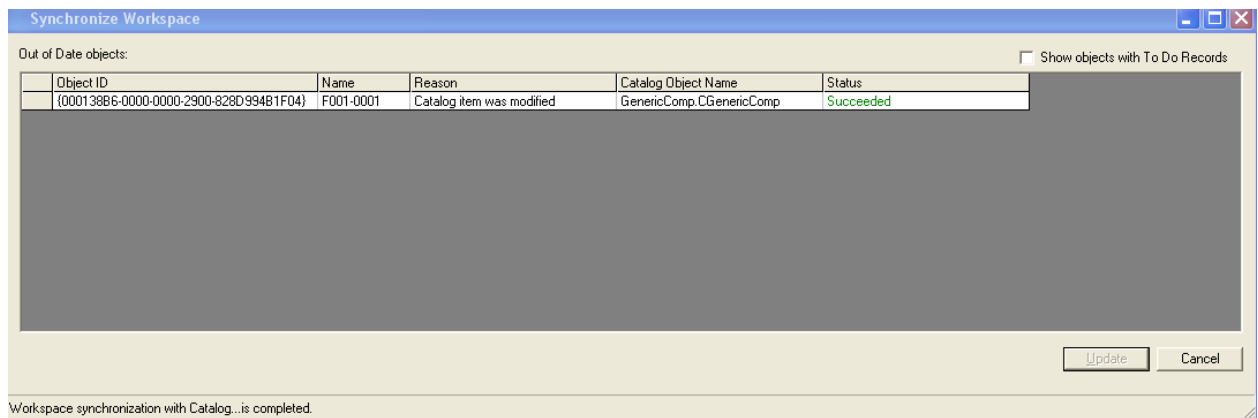 Synchronize Workspace
Out of Date objects:
Show objects with To Do Records
Object ID Name Reason Catalog Object Name Status
{000138B6-0000-0000-2900-828D994B1F04} F001-0001 Catalog item was modified GenericComp.CGenericComp Succeeded
Update Cancel
Workspace synchronization with Catalog...is completed.